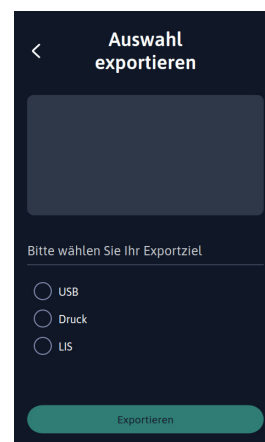 Auswahl
exportieren
Bitte wählen Sie Ihr Exportziel
USB
Druck
LIS
Exportieren